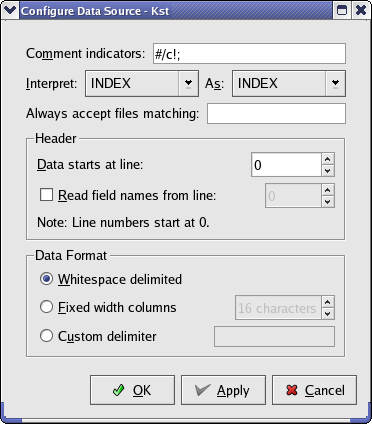 Configure Data Source - Kst
Comment indicators: #/c!;
Interpret: INDEX As: INDEX
Always accept files matching:
Header
Data starts at line: 0
Read field names from line: 0
Note: Line numbers start at 0.
Data Format
Whitespace delimited
Fixed width columns 16 characters
Custom delimiter
OK Apply Cancel